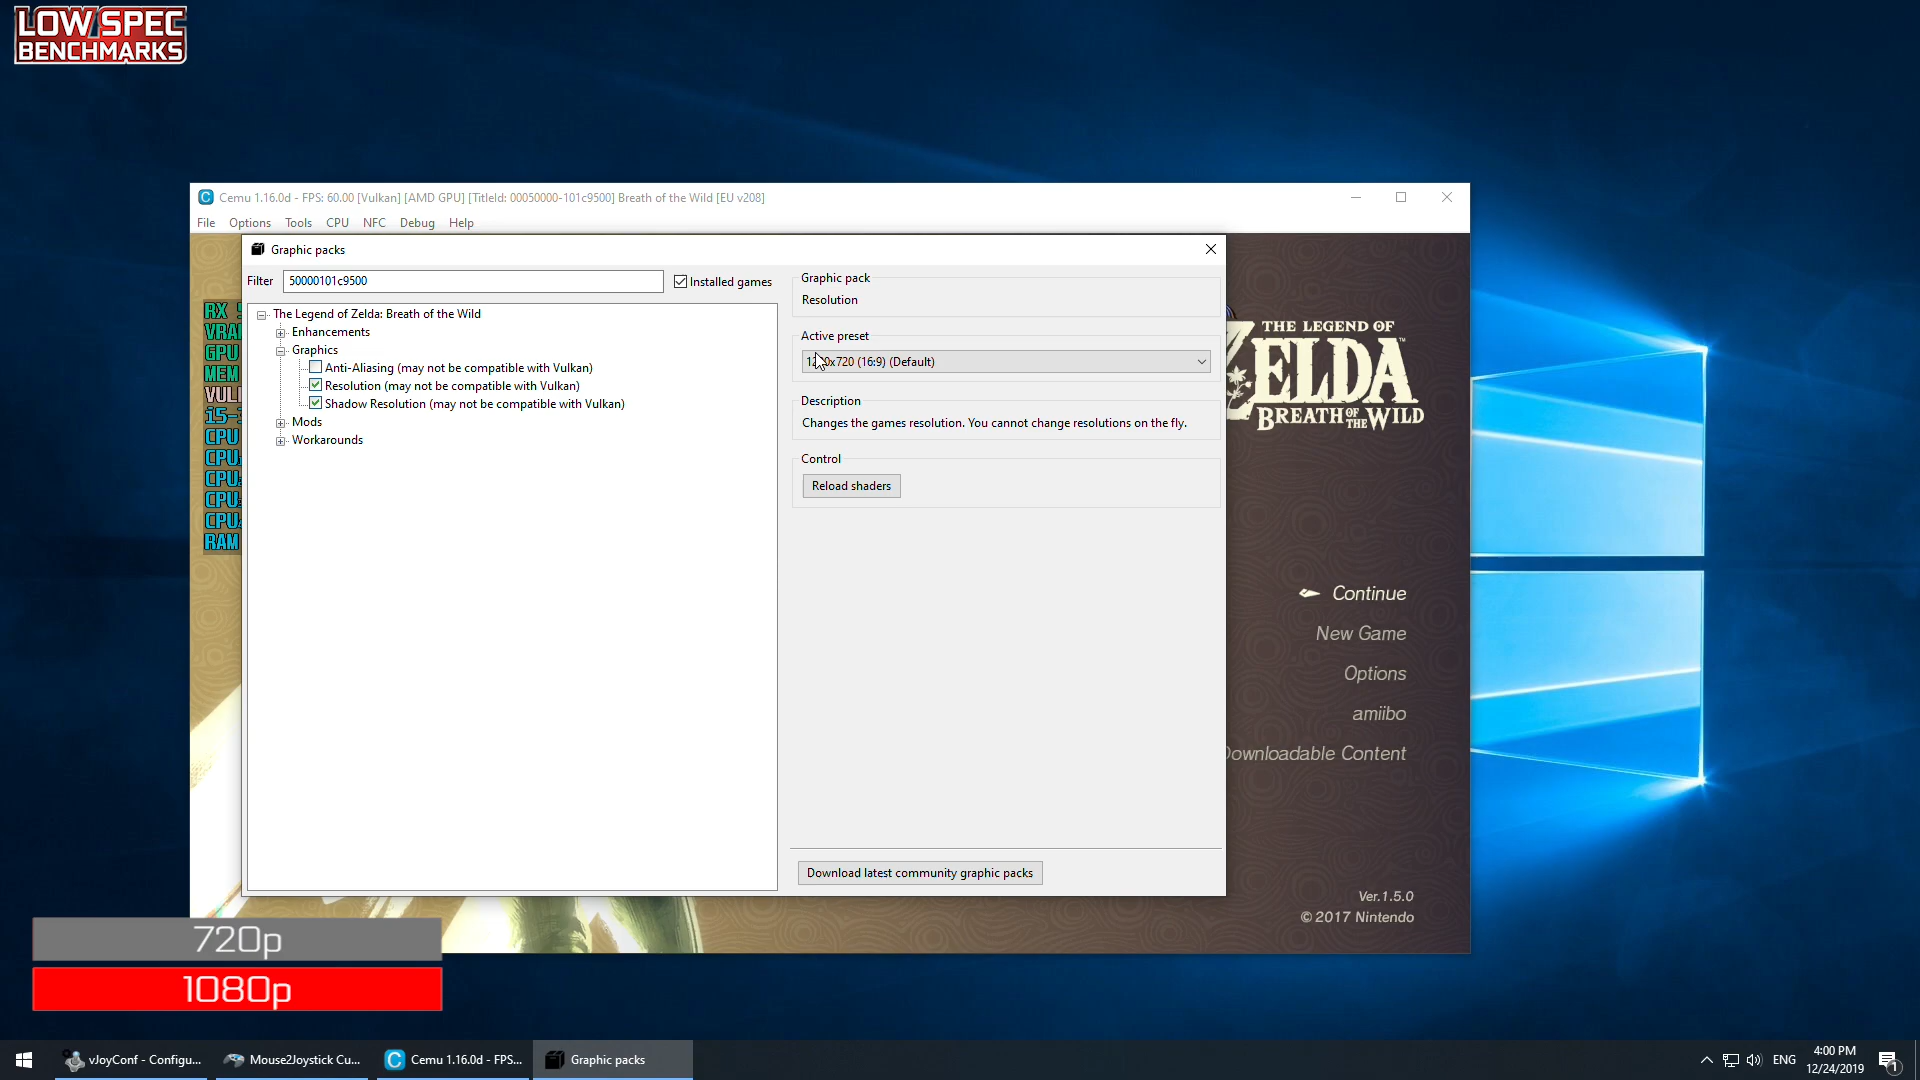 LOW SPEC
BENCHMARKS
Cemu 1.16.0d - FPS: 60.00 [Vulkan] [AMD GPU] [TitleId: 00050000-101c9500] Breath of the Wild [EU v208]
File Options Tools CPU NFC Debug Help
Graphic packs
Filter 50000101c9500 Installed games
Graphic pack
Resolution
Active preset
(16:9) (Default)
Description
Changes the games resolution. You cannot change resolutions on the fly.
Control
Reload shaders
The Legend of Zelda: Breath of the Wild
Enhancements
Graphics
Anti-Aliasing (may not be compatible with Vulkan)
Resolution (may not be compatible with Vulkan)
Shadow Resolution (may not be compatible with Vulkan)
Mods
Workarounds
Download latest community graphic packs
RX
GPU
MEM
CPU
CPU
CPU
CPU
CPU
RAM
THE LEGEND OF
ZELDA
BREATH OF THE WILD
Continue
New Game
Options
amiibo
Downloadable Content
Ver.1.5.0
© 2017 Nintendo
720p
1080p
vJoyConf - Configu...
Mouse2Joystick Cu...
Cemu 1.16.0d - FPS...
Graphic packs
ENG
4:00 PM
12/24/2019
1